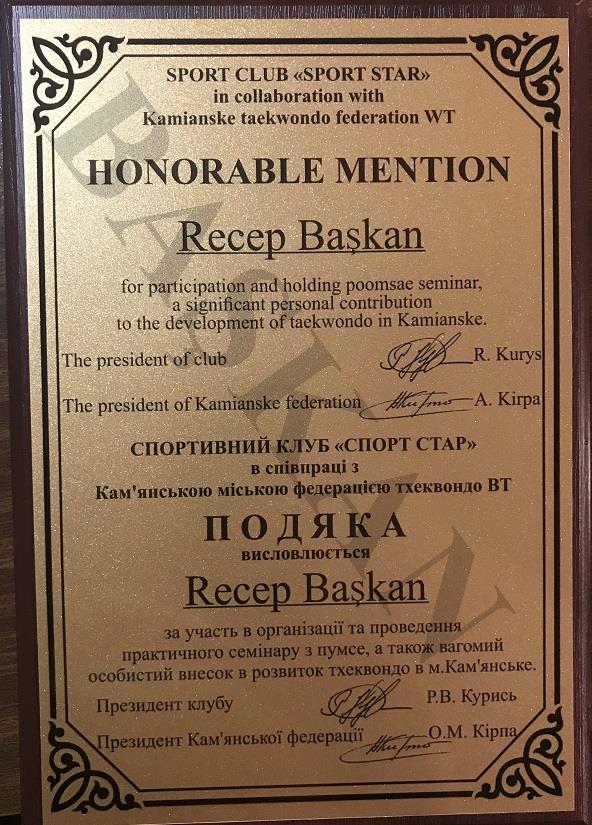 SPORT CLUB «SPORT STAR»
in collaboration with
Kamianske taekwondo federation WT
HONORABLE MENTION
Recep Başkan
for participation and holding poomsae seminar,
a significant personal contribution
to the development of taekwondo in Kamianske.
The president of club R. Kurys
The president of Kamianske federation A. Kirpa
СПОРТИВНИЙ КЛУБ «СПОРТ СТАР»
в співпраці з
Кам'янською міською федерацією тхеквондо ВТ
ПОДЯКА
висловлюється
Recep Başkan
за участь в організації та проведення
практичного семінару з пумсе, а також вагомий
особистий внесок в розвиток тхеквондо в м.Кам'янське.
Президент клубу Р.В. Курись
Президент Кам'янської федерації О.М. Кірпа
BAŞKAN